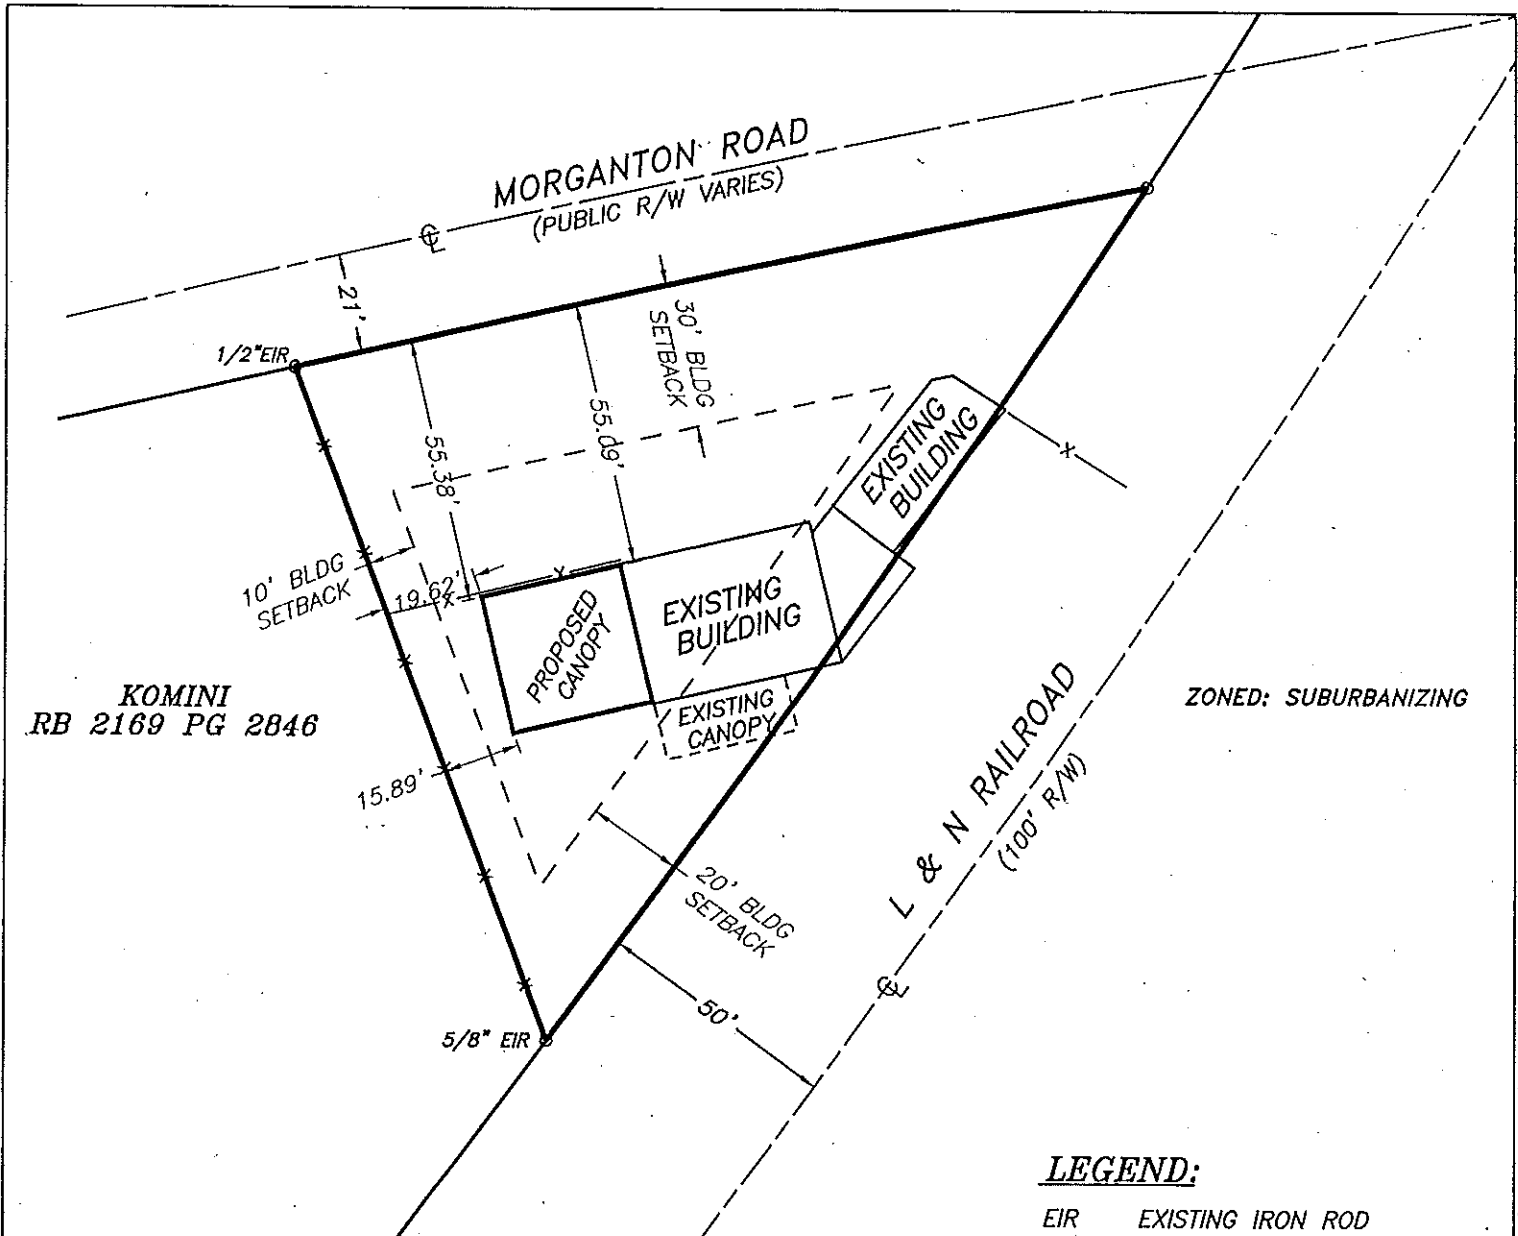 MORGANTON ROAD
(PUBLIC R/W VARIES)
21'
1/2" EIR
30' BLDG
SETBACK
55.09'
55.38'
EXISTING
BUILDING
10' BLDG
SETBACK
19.62'
PROPOSED
CANOPY
EXISTING
BUILDING
KOMINI
RB 2169 PG 2846
EXISTING
CANOPY
ZONED: SUBURBANIZING
15.89'
L & N RAILROAD
(100' R/W)
20' BLDG
SETBACK
50'
5/8" EIR
LEGEND:
EIR EXISTING IRON ROD